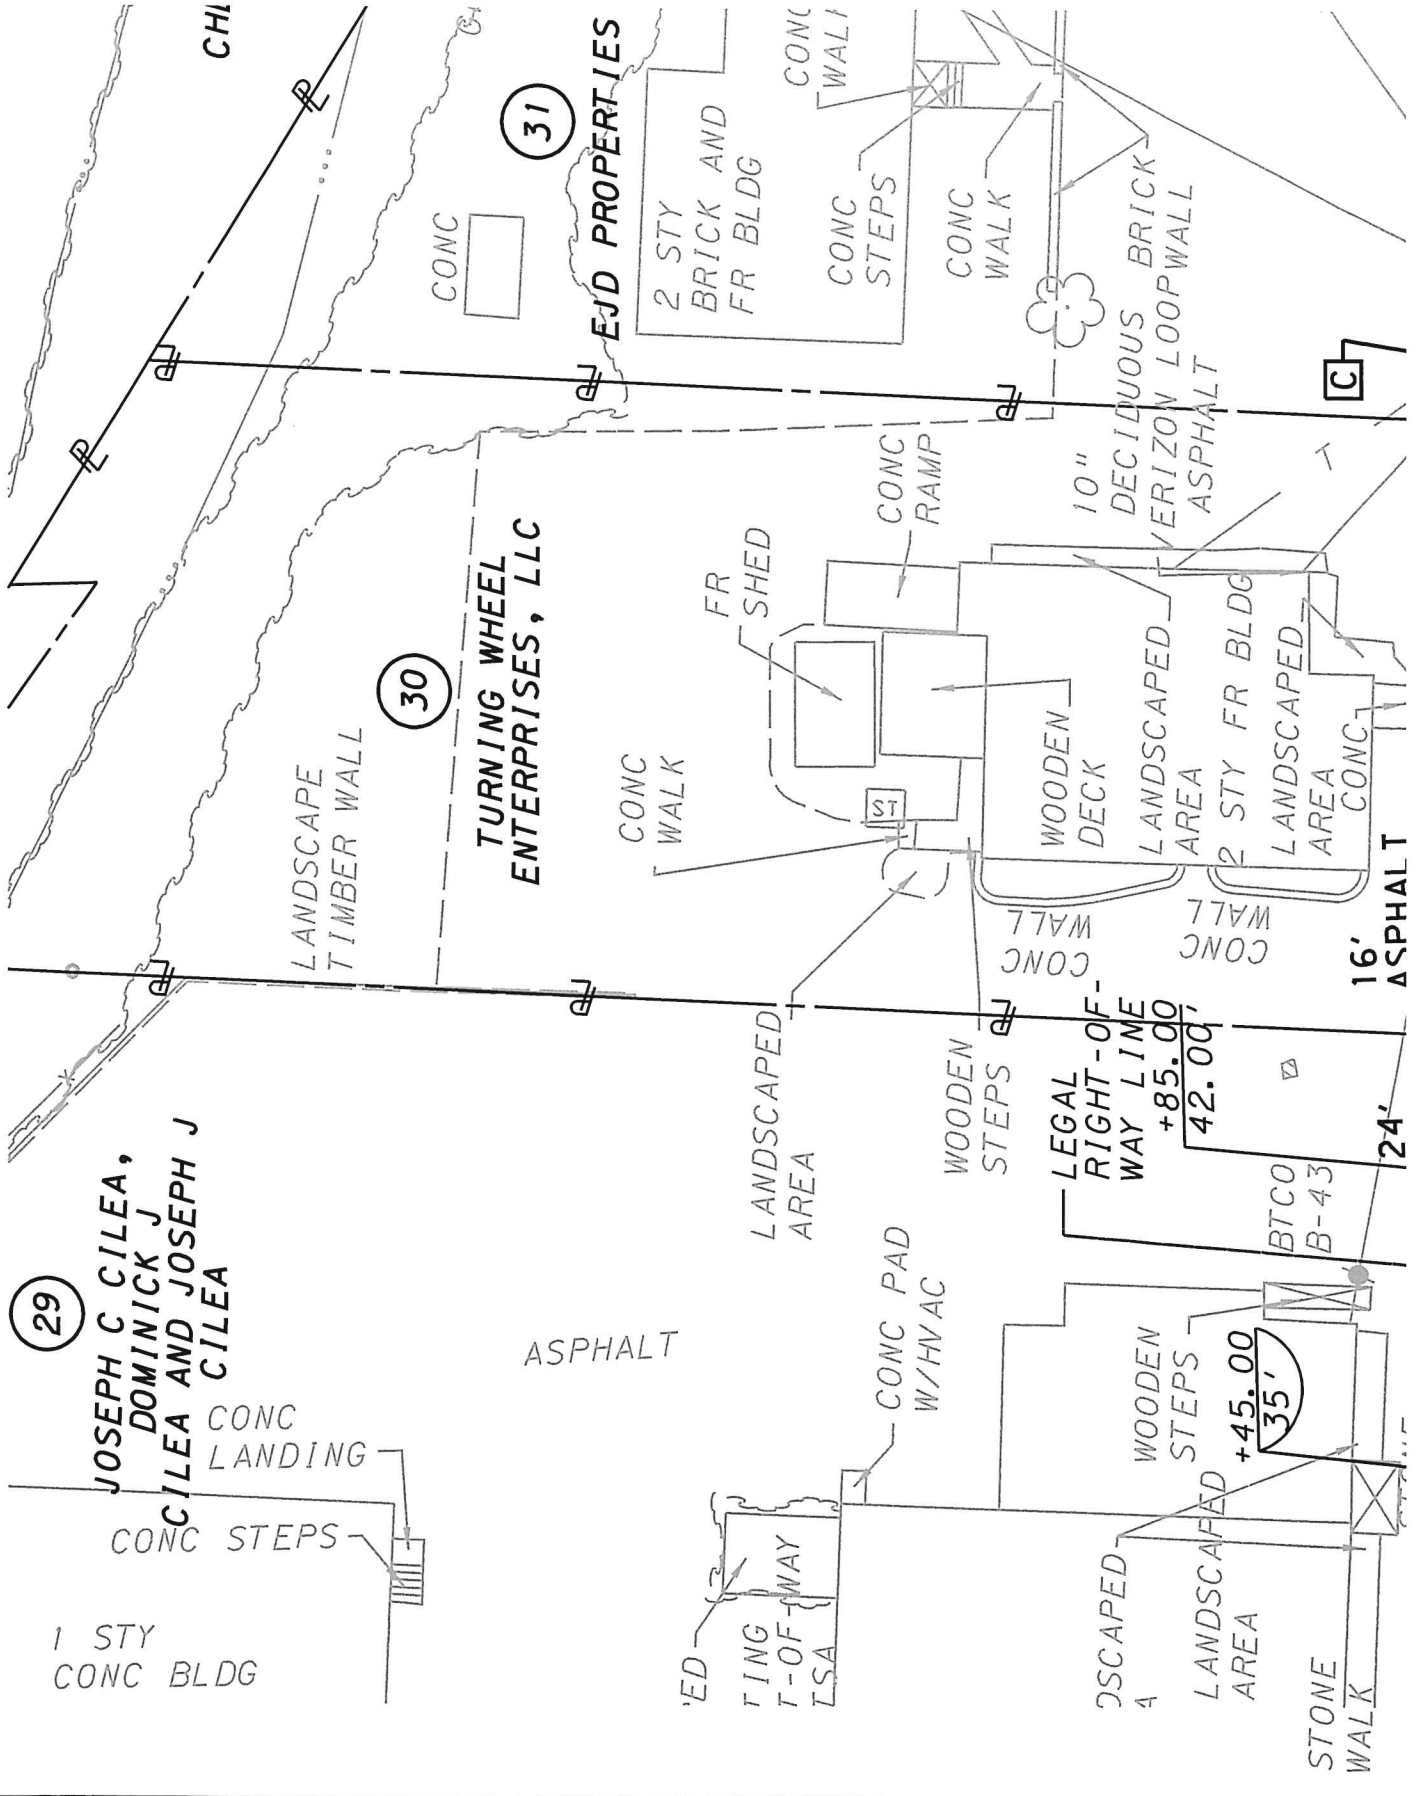 29
JOSEPH C CILEA,
DOMINICK J
CILEA AND JOSEPH J
CILEA
CONC
LANDING
CONC STEPS
1 STY
CONC BLDG
ASPHALT
LANDSCAPE
TIMBER WALL
30
TURNING WHEEL
ENTERPRISES, LLC
31
EJD PROPERTIES
CONC
2 STY
BRICK AND
FR BLDG
CONC
WALK
CONC
STEPS
CONC
WALK
FR
SHED
CONC
RAMP
CONC
WALK
ST
LANDSCAPED
AREA
WOODEN
STEPS
WOODEN
DECK
CONC
WALL
CONC
WALL
LANDSCAPED
AREA
2 STY FR BLDG
LANDSCAPED
AREA
CONC
10"
DECIDUOUS
BRICK
WALL
VERIZON LOOP
ASPHALT
T
C
LEGAL
RIGHT-OF-
WAY LINE
+85.00
42.00'
16'
ASPHALT
24'
BTCO
B-43
CONC PAD
W/HVAC
WOODEN
STEPS
+45.00
35'
LANDSCAPED
AREA
STONE
WALK